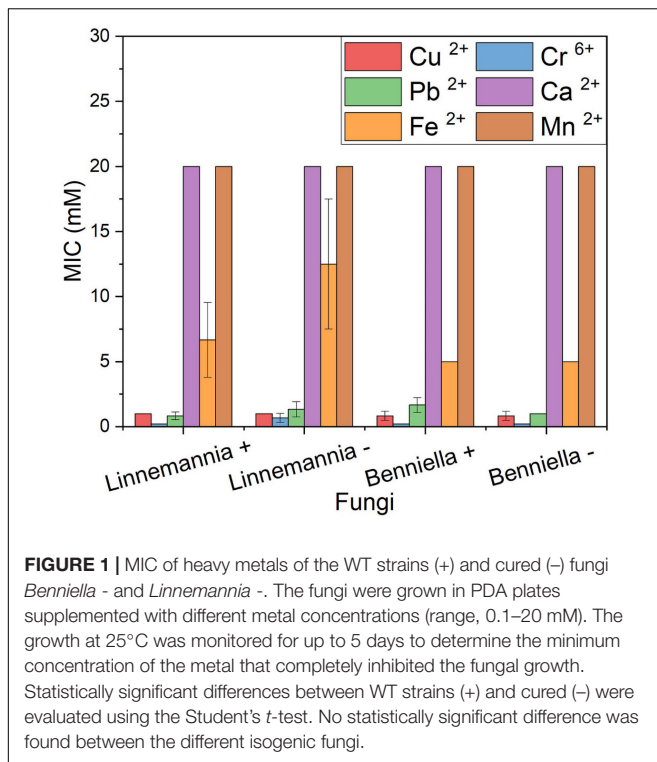 30
25
20
15
10
5
0
MIC (mM)
Cu 2+
Cr 6+
Pb 2+
Ca 2+
Fe 2+
Mn 2+
Linnemannia +
Linnemannia -
Benniella +
Benniella -
Fungi
FIGURE 1 | MIC of heavy metals of the WT strains (+) and cured (–) fungi
Benniella - and Linnemannia -. The fungi were grown in PDA plates
supplemented with different metal concentrations (range, 0.1–20 mM). The
growth at 25°C was monitored for up to 5 days to determine the minimum
concentration of the metal that completely inhibited the fungal growth.
Statistically significant differences between WT strains (+) and cured (–) were
evaluated using the Student's t-test. No statistically significant difference was
found between the different isogenic fungi.